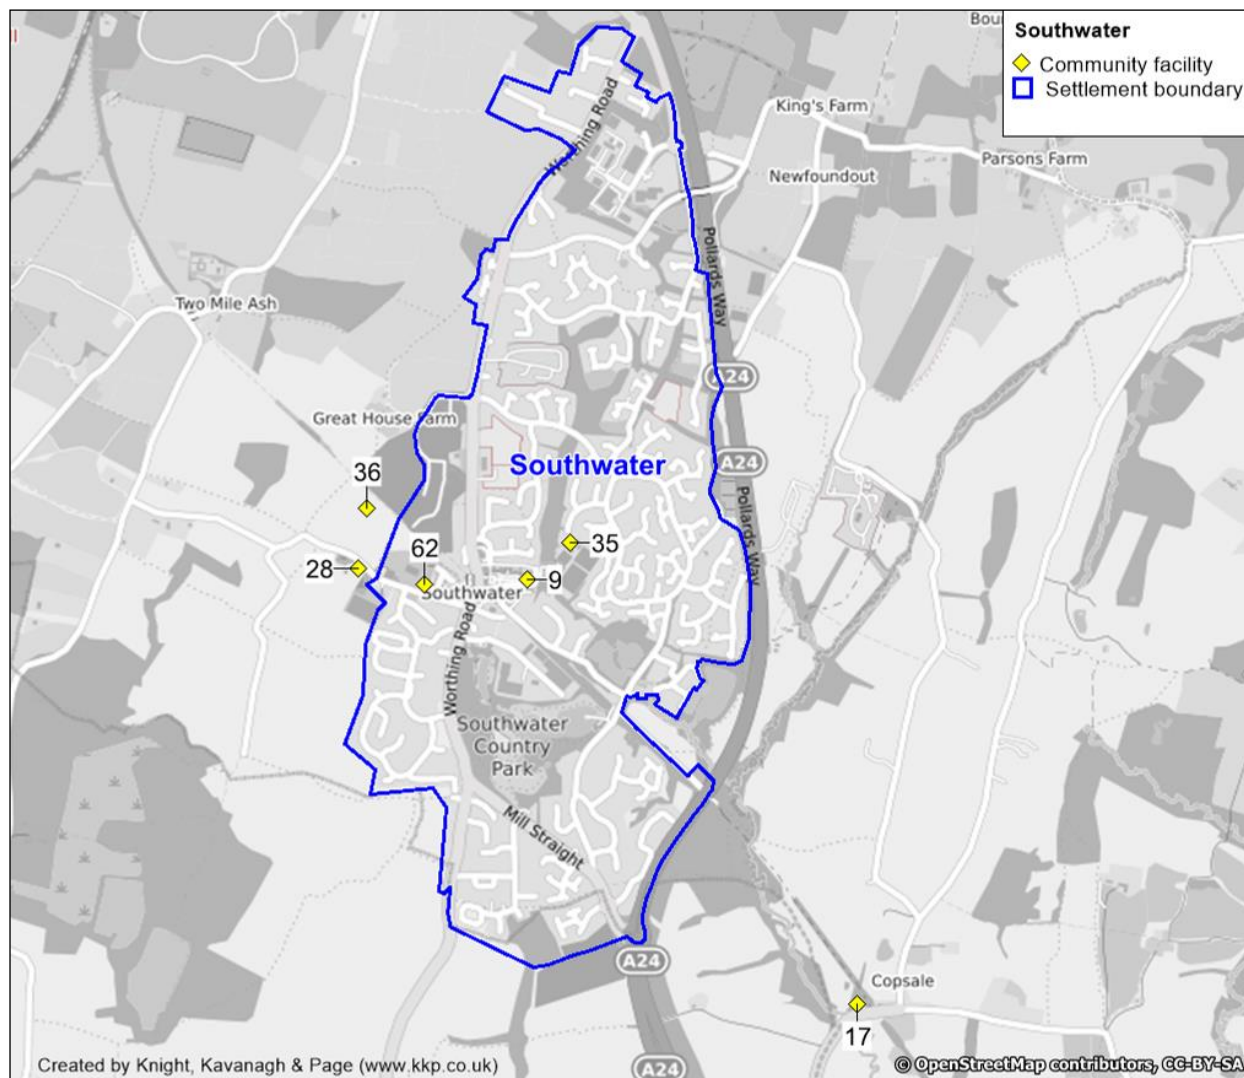 ll
Bou
Southwater
Community facility
Settlement boundary
Worthing Road
King's Farm
Parsons Farm
Newfoundout
Pollards Way
Two Mile Ash
A24
Great House Farm
Southwater
A24
36
Pollards Way
35
62
28
9
Southwater
Worthing Road
Southwater
Country
Park
Mill Straight
A24
Copsale
17
Created by Knight, Kavanagh & Page (www.kkp.co.uk)
A24
© OpenStreetMap contributors, CC-BY-SA